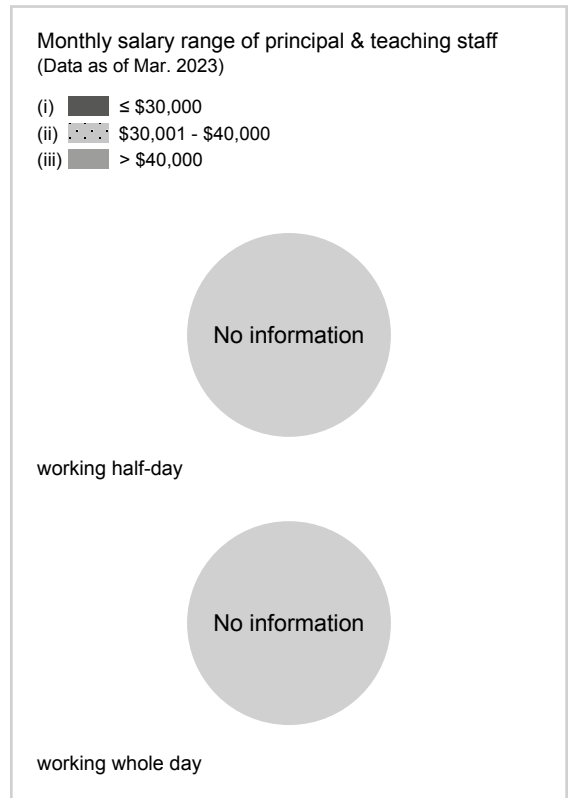 Monthly salary range of principal & teaching staff
(Data as of Mar. 2023)
(i) ≤ $30,000
(ii) $30,001 - $40,000
(iii) > $40,000
No information
working half-day
No information
working whole day